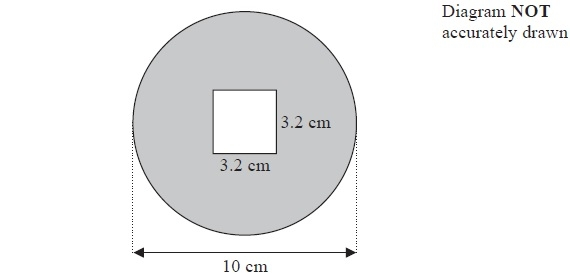 Diagram NOT
accurately drawn
3.2 cm
3.2 cm
10 cm